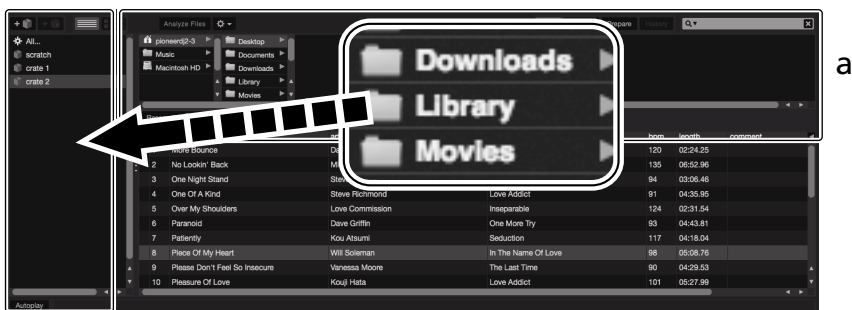 Analyze Files Prepare History
All...
scratch
crate 1
crate 2
pioneerdj2-3
Music
Macintosh HD
Desktop
Documents
Downloads
Library
Movies
Downloads
Library
Movies
a
bpm length comment
More Bounce 120 02:24.25
2 No Lookin' Back 135 06:52.96
3 One Night Stand 94 03:06.46
4 One Of A Kind Steve Richmond Love Addict 91 04:35.95
5 Over My Shoulders Love Commission Inseparable 124 02:31.54
6 Paranoid Dave Griffin One More Try 93 04:43.81
7 Patiently Kou Atsumi Seduction 117 04:18.04
8 Piece Of My Heart Will Soleman In The Name Of Love 98 05:08.76
9 Please Don't Feel So Insecure Vanessa Moore The Last Time 90 04:29.53
10 Pleasure Of Love Kouji Hata Love Addict 101 05:27.99
Autoplay